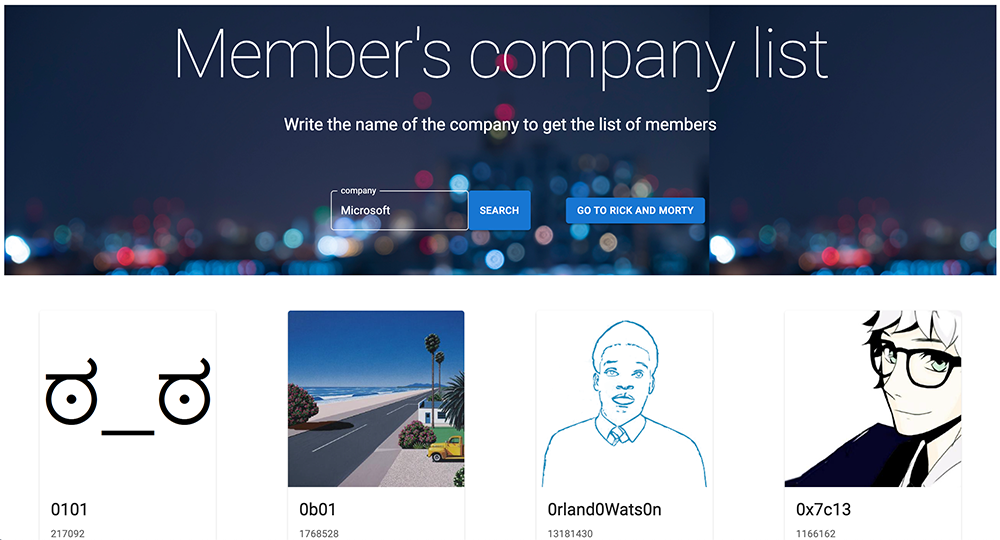 Member's company list
Write the name of the company to get the list of members
company
Microsoft
SEARCH
GO TO RICK AND MORTY
0101
0b01
0rland0Wats0n
0x7c13
217092
1768528
13181430
1166162